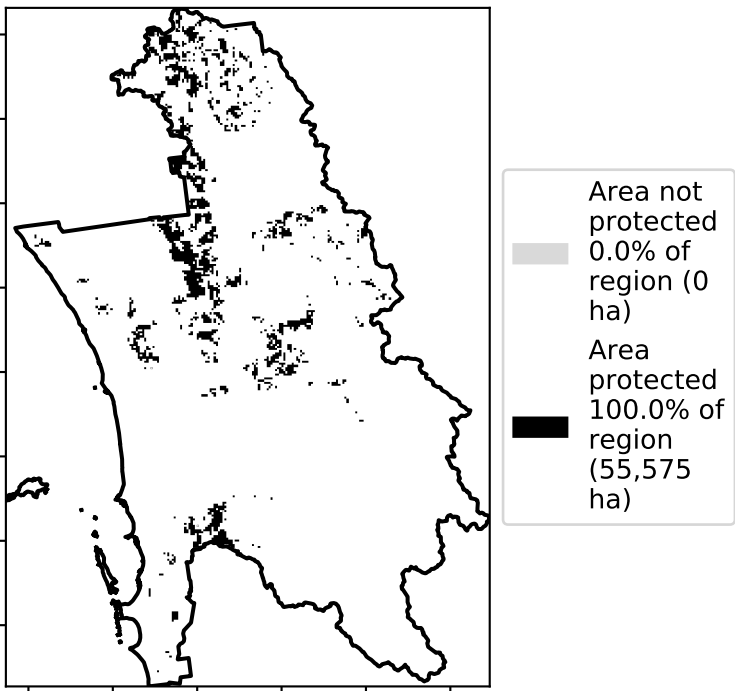 Area not
protected
0.0% of
region (0
ha)
Area
protected
100.0% of
region
(55,575
ha)